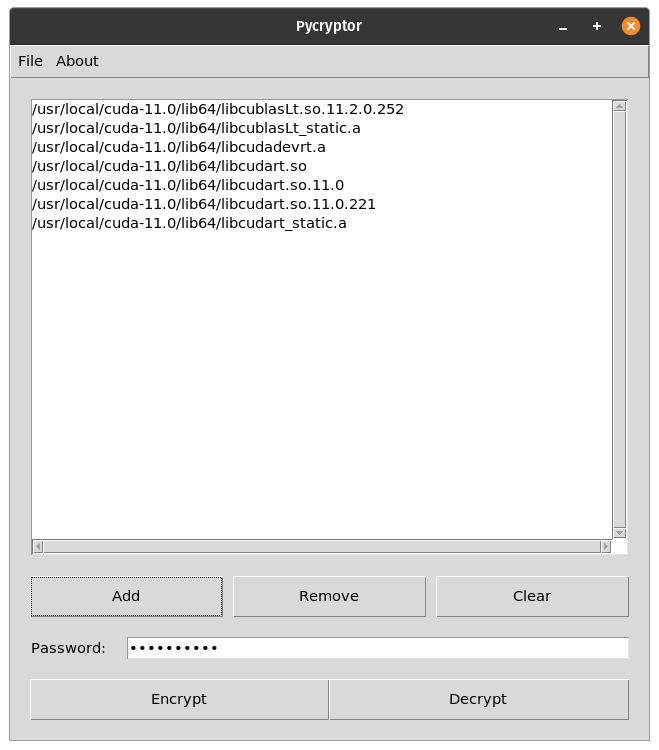 Pycryptor
File About
/usr/local/cuda-11.0/lib64/libcublasLt.so.11.2.0.252
/usr/local/cuda-11.0/lib64/libcublasLt_static.a
/usr/local/cuda-11.0/lib64/libcudadevrt.a
/usr/local/cuda-11.0/lib64/libcudart.so
/usr/local/cuda-11.0/lib64/libcudart.so.11.0
/usr/local/cuda-11.0/lib64/libcudart.so.11.0.221
/usr/local/cuda-11.0/lib64/libcudart_static.a
Add Remove Clear
Password: ••••••••••
Encrypt Decrypt